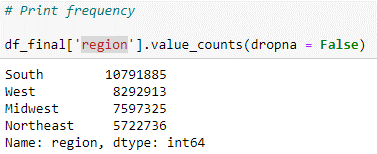 # Print frequency
df_final['region'].value_counts(dropna = False)
South 10791885
West 8292913
Midwest 7597325
Northeast 5722736
Name: region, dtype: int64